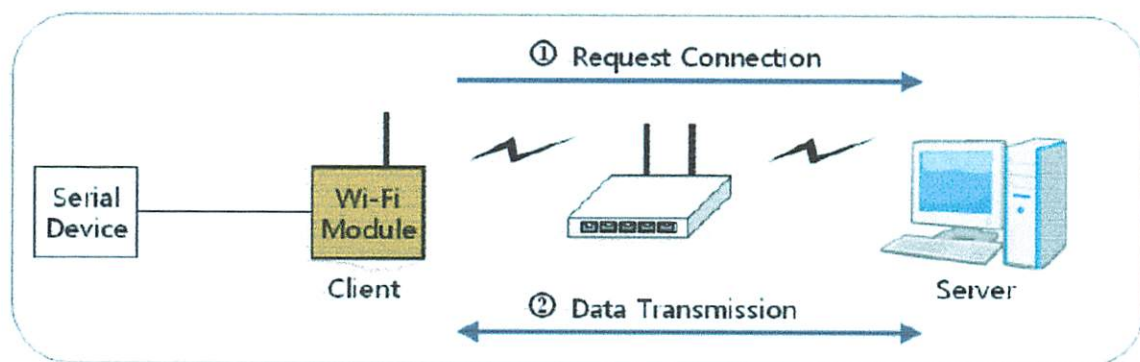 ① Request Connection
Serial
Device
Wi-Fi
Module
Client
Server
② Data Transmission